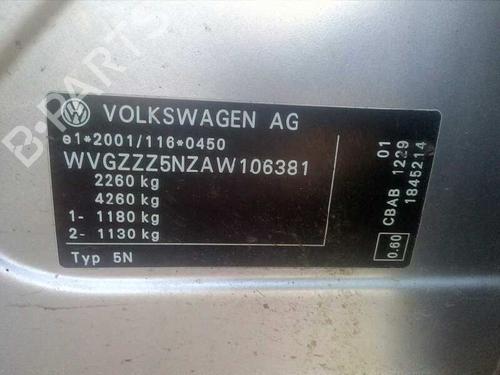 VOLKSWAGEN AG
e1*2001/116*0450
WVGZZZ5NZAW106381
2260 kg
4260 kg
1- 1180 kg
2- 1130 kg
Typ 5N
01
CBAB 1229
1845214
0.60
B-PARTS